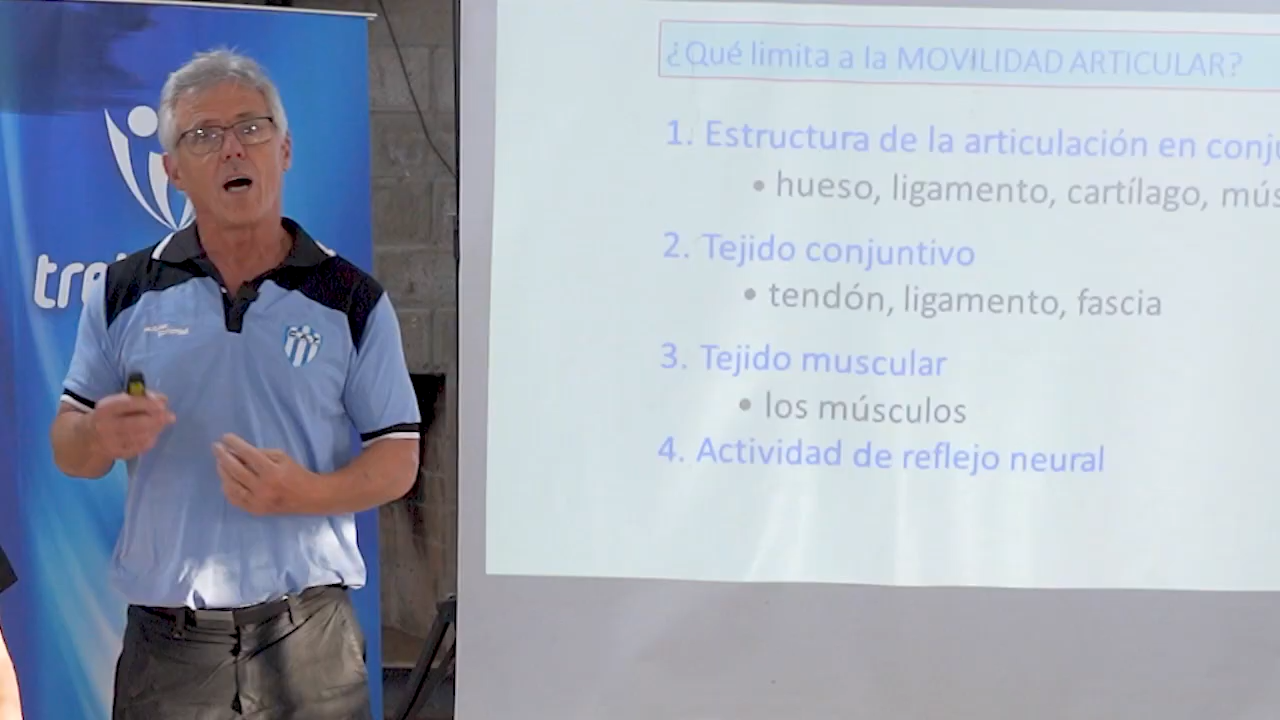 ¿Qué limita a la MOVILIDAD ARTICULAR?
1. Estructura de la articulación en conju
• hueso, ligamento, cartílago, mús
2. Tejido conjuntivo
• tendón, ligamento, fascia
3. Tejido muscular
• los músculos
4. Actividad de reflejo neural